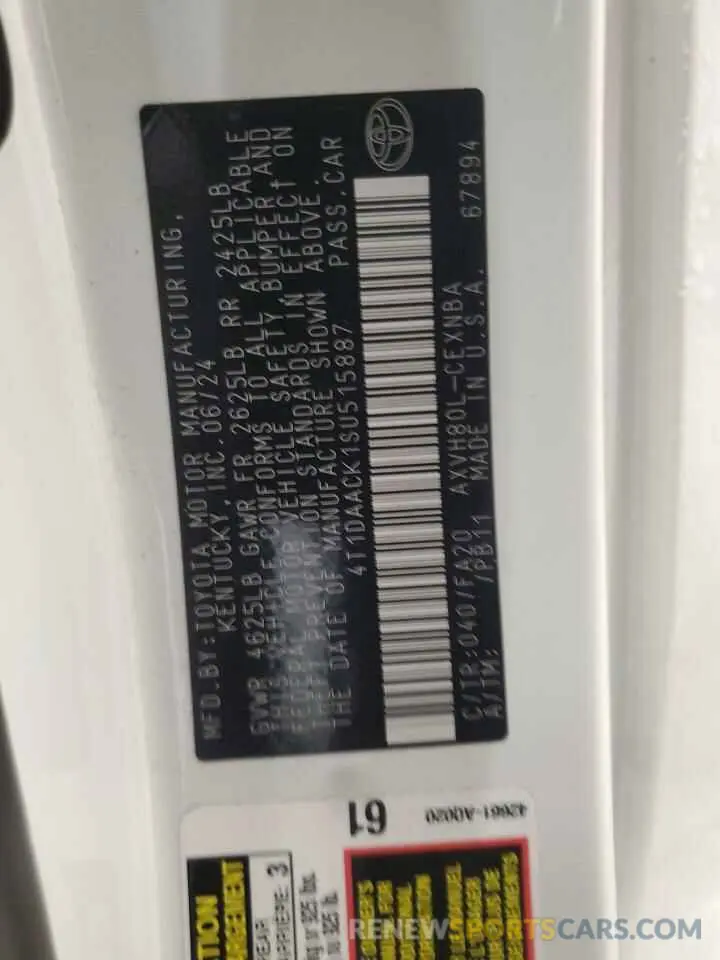 MFD.BY:TOYOTA MOTOR MANUFACTURING,
KENTUCKY, INC.06/24
GVWR 4625LB GAWR FR 2625LB RR 2425LB
THIS VEHICLE CONFORMS TO ALL APPLICABLE
FEDERAL MOTOR VEHICLE SAFETY,BUMPER,AND
THEFT PREVENTION STANDARDS IN EFFECT ON
THE DATE OF MANUFACTURE SHOWN ABOVE.
4T1DAACK1SU515887 PASS.CAR
C/TR:040/FA20 AXVH80L-CEXNBA 67894
A/TM: /PB11 MADE IN U.S.A.
61
42661-A0020
3
RENEWSPORTSCARS.COM